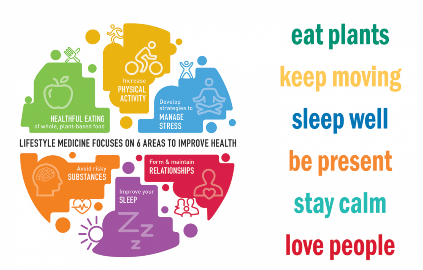 Increase
PHYSICAL
ACTIVITY
HEALTHFUL EATING
of whole, plant-based food
Develop
strategies to
MANAGE
STRESS
LIFESTYLE MEDICINE FOCUSES ON 6 AREAS TO IMPROVE HEALTH
Avoid risky
SUBSTANCES
Improve your
SLEEP
ZZZ
Form & maintain
RELATIONSHIPS
eat plants
keep moving
sleep well
be present
stay calm
love people